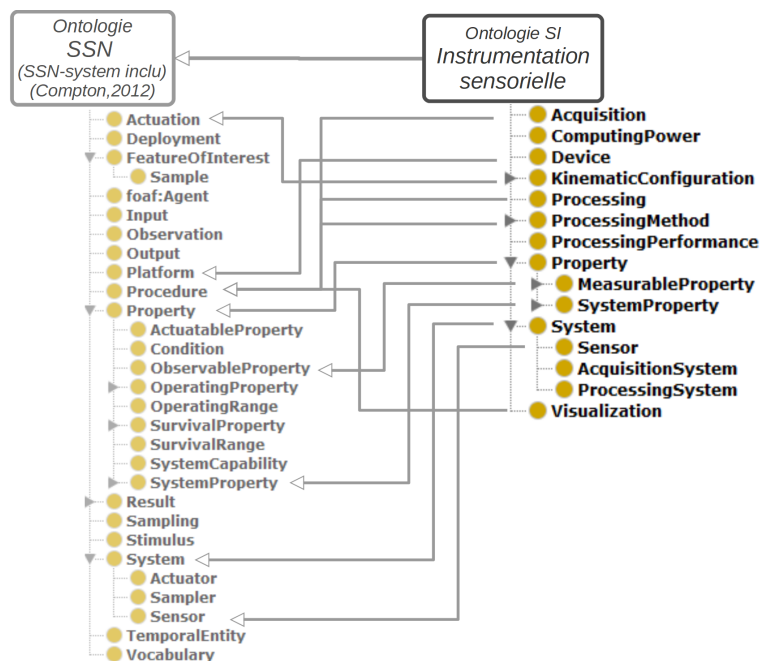 Ontologie
SSN
(SSN-system inclu)
(Compton,2012)
Actuation
Deployment
FeatureOfInterest
Sample
foaf:Agent
Input
Observation
Output
Platform
Procedure
Property
ActuatableProperty
Condition
ObservableProperty
OperatingProperty
OperatingRange
SurvivalProperty
SurvivalRange
SystemCapability
SystemProperty
Result
Sampling
Stimulus
System
Actuator
Sampler
Sensor
TemporalEntity
Vocabulary
Ontologie SI
Instrumentation
sensorielle
Acquisition
ComputingPower
Device
KinematicConfiguration
Processing
ProcessingMethod
ProcessingPerformance
Property
MeasurableProperty
SystemProperty
System
Sensor
AcquisitionSystem
ProcessingSystem
Visualization